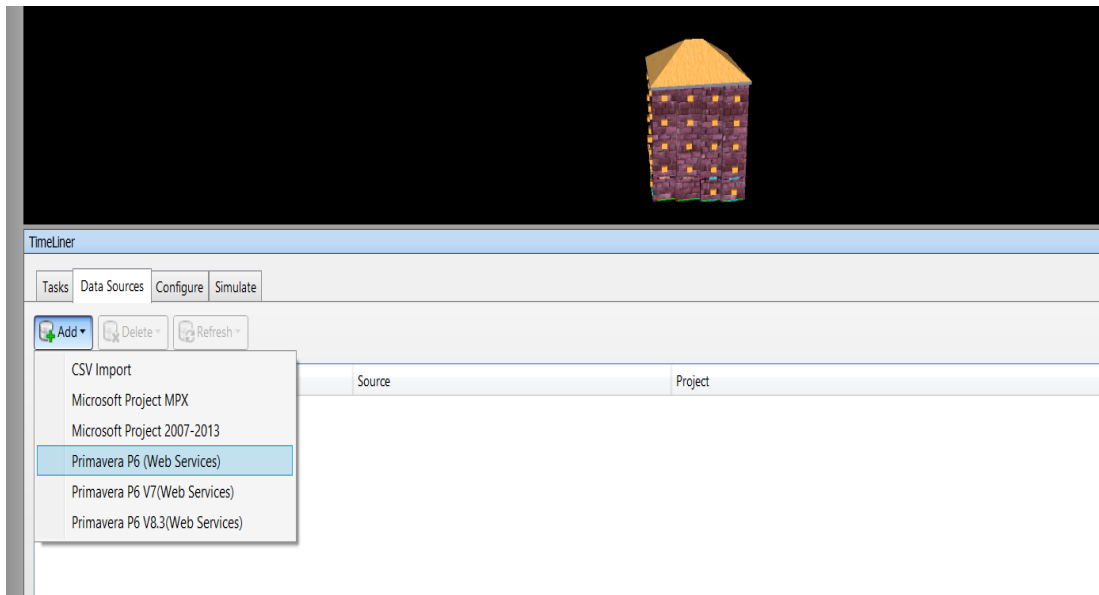 TimeLiner
Tasks Data Sources Configure Simulate
Add Delete Refresh
Source Project
CSV Import
Microsoft Project MPX
Microsoft Project 2007-2013
Primavera P6 (Web Services)
Primavera P6 V7(Web Services)
Primavera P6 V8.3(Web Services)